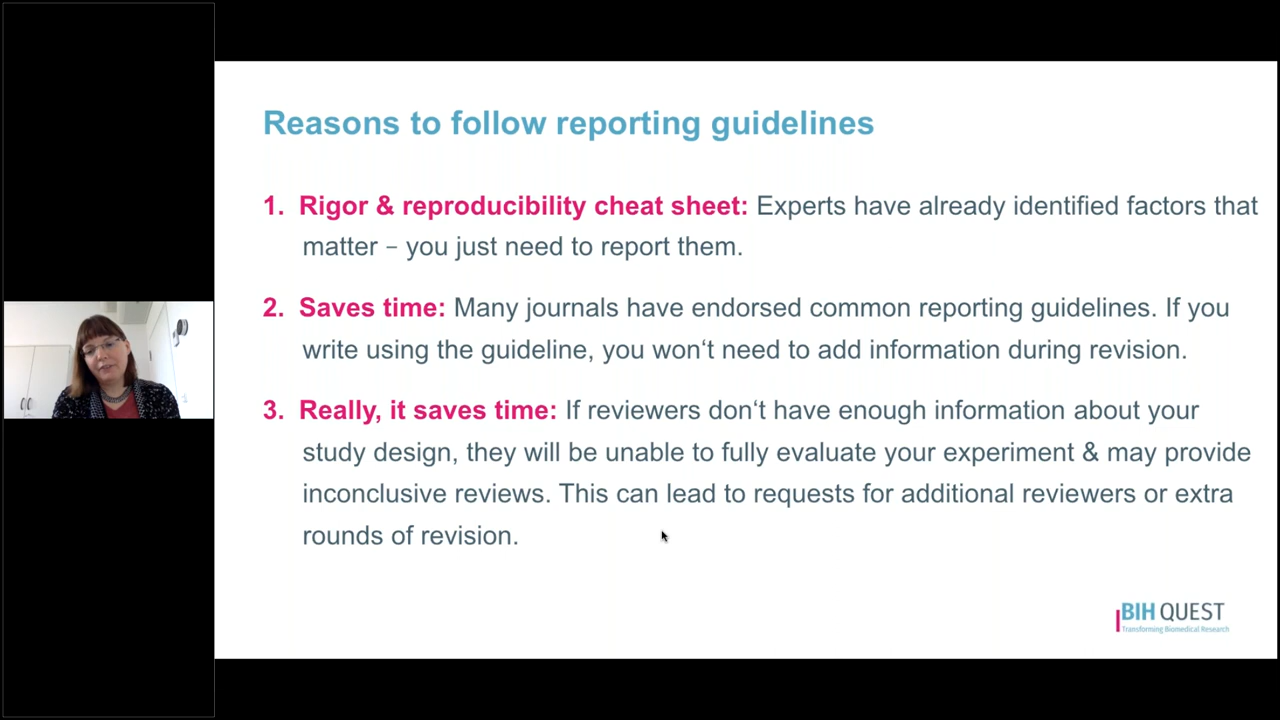 Reasons to follow reporting guidelines
1. Rigor & reproducibility cheat sheet: Experts have already identified factors that
matter – you just need to report them.
2. Saves time: Many journals have endorsed common reporting guidelines. If you
write using the guideline, you won‘t need to add information during revision.
3. Really, it saves time: If reviewers don‘t have enough information about your
study design, they will be unable to fully evaluate your experiment & may provide
inconclusive reviews. This can lead to requests for additional reviewers or extra
rounds of revision.
BIH QUEST
Transforming Biomedical Research